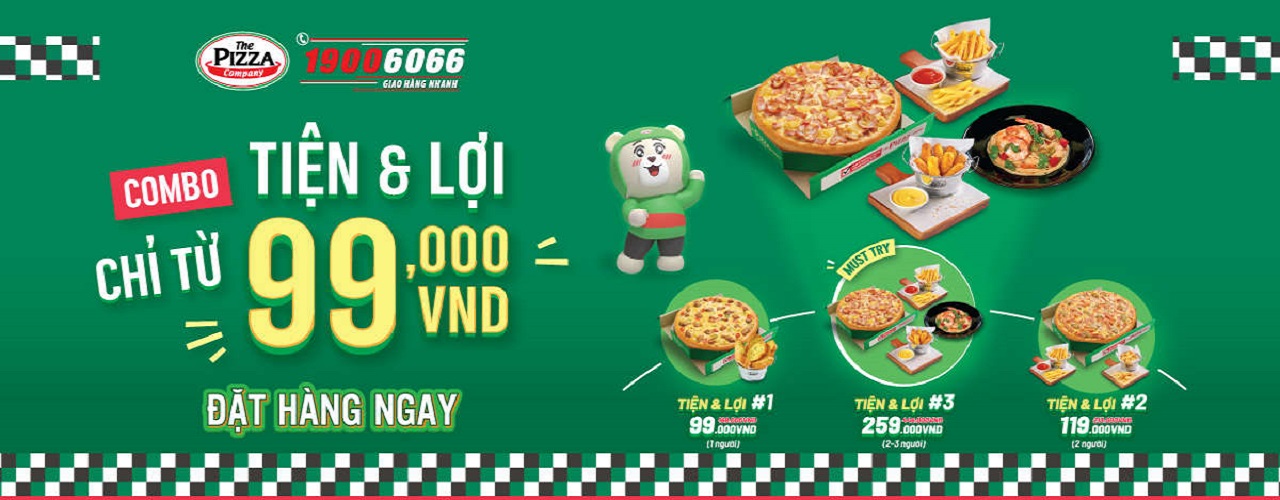 The
PIZZA
Company
19006066
GIAO HÀNG NHANH
COMBO
TIỆN & LỢI
CHỈ TỪ
99,000
VND
ĐẶT HÀNG NGAY
MUST TRY
TIỆN & LỢI #1
99.000VND
(1 người)
TIỆN & LỢI #3
259.000VND
(2-3 người)
TIỆN & LỢI #2
119.000VND
(2 người)